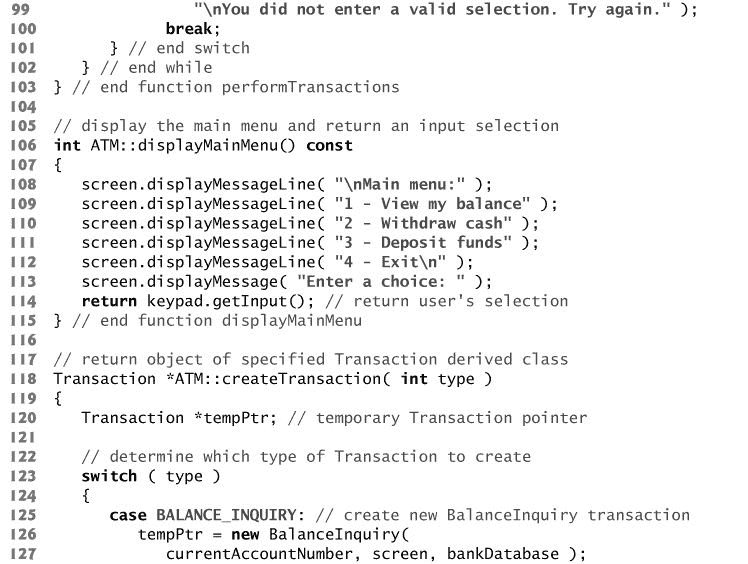 99 "\nYou did not enter a valid selection. Try again." );
100 break;
101 } // end switch
102 } // end while
103 } // end function performTransactions
104
105 // display the main menu and return an input selection
106 int ATM::displayMainMenu() const
107 {
108 screen.displayMessageLine( "\nMain menu:" );
109 screen.displayMessageLine( "1 - View my balance" );
110 screen.displayMessageLine( "2 - Withdraw cash" );
111 screen.displayMessageLine( "3 - Deposit funds" );
112 screen.displayMessageLine( "4 - Exit\n" );
113 screen.displayMessage( "Enter a choice: " );
114 return keypad.getInput(); // return user's selection
115 } // end function displayMainMenu
116
117 // return object of specified Transaction derived class
118 Transaction *ATM::createTransaction( int type )
119 {
120 Transaction *tempPtr; // temporary Transaction pointer
121
122 // determine which type of Transaction to create
123 switch ( type )
124 {
125 case BALANCE_INQUIRY: // create new BalanceInquiry transaction
126 tempPtr = new BalanceInquiry(
127 currentAccountNumber, screen, bankDatabase );